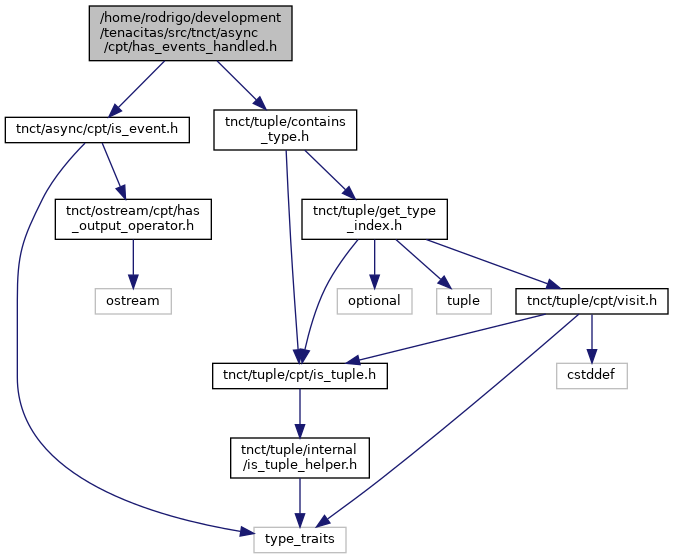 /home/rodrigo/development
/tenacitas/src/tnct/async
/cpt/has_events_handled.h
tnct/async/cpt/is_event.h
tnct/tuple/contains
_type.h
tnct/ostream/cpt/has
_output_operator.h
tnct/tuple/get_type
_index.h
ostream
optional
tuple
tnct/tuple/cpt/visit.h
tnct/tuple/cpt/is_tuple.h
cstddef
tnct/tuple/internal
/is_tuple_helper.h
type_traits